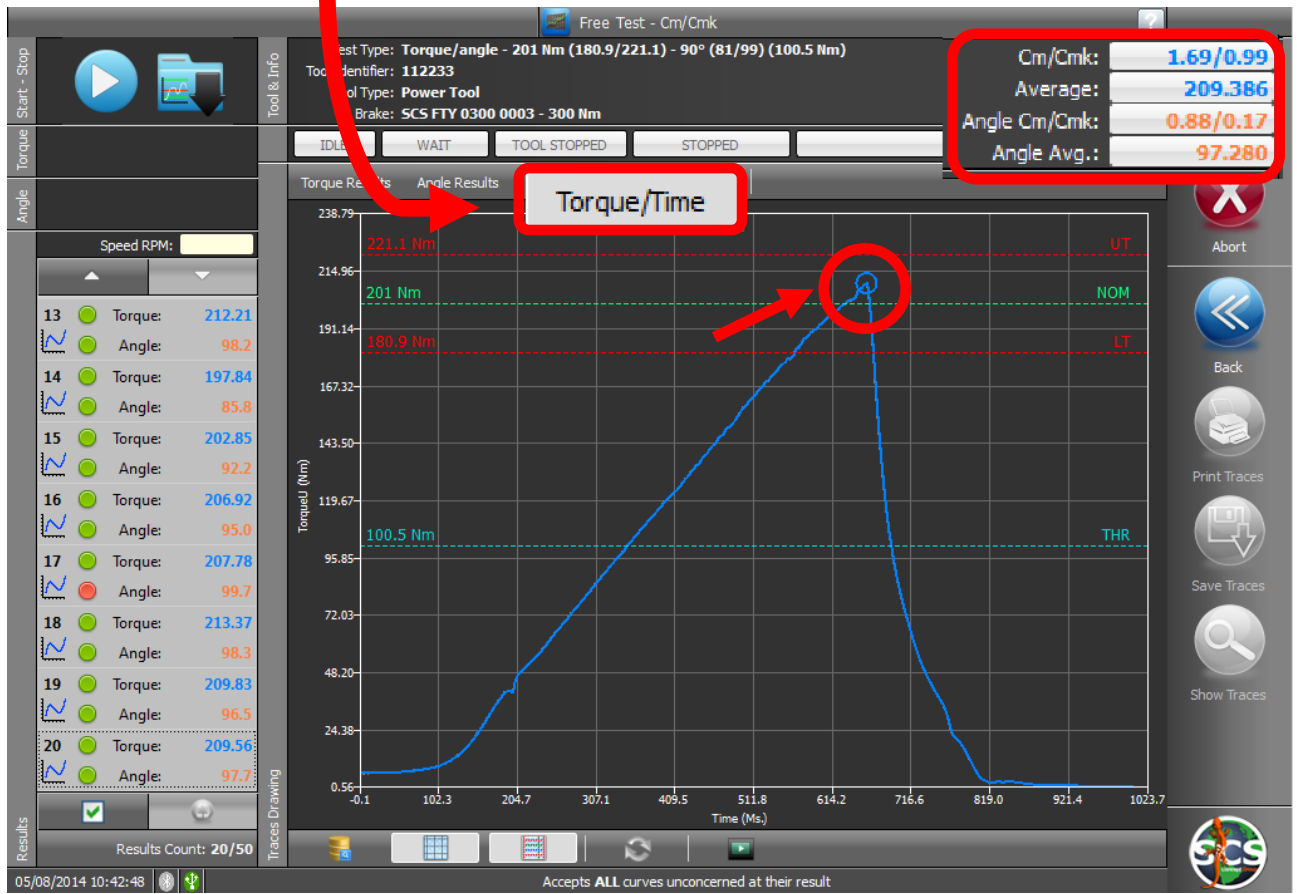 Free Test - Cm/Cmk
?
Start - Stop
Tool & Info
Test Type: Torque/angle - 201 Nm (180.9/221.1) - 90° (81/99) (100.5 Nm)
Identifier: 112233
Type: Power Tool
Brake: SCS FTY 0300 0003 - 300 Nm
Cm/Cmk: 1.69/0.99
Average: 209.386
Angle Cm/Cmk: 0.88/0.17
Angle Avg.: 97.280
IDLE WAIT TOOL STOPPED STOPPED
Torque
Angle
Torque Results Angle Results Torque/Time
Speed RPM:
13 Torque: 212.21
Angle: 98.2
14 Torque: 197.84
Angle: 85.8
15 Torque: 202.85
Angle: 92.2
16 Torque: 206.92
Angle: 95.0
17 Torque: 207.78
Angle: 99.7
18 Torque: 213.37
Angle: 98.3
19 Torque: 209.83
Angle: 96.5
20 Torque: 209.56
Angle: 97.7
Results
Results Count: 20/50
Traces Drawing
TorqueU (Nm)
238.79
214.96
191.14
167.32
143.50
119.67
95.85
72.03
48.20
24.38
0.56
221.1 Nm UT
201 Nm NOM
180.9 Nm LT
100.5 Nm THR
-0.1 102.3 204.7 307.1 409.5 511.8 614.2 716.6 819.0 921.4 1023.7
Time (Ms.)
Abort
Back
Print Traces
Save Traces
Show Traces
SCS
05/08/2014 10:42:48
Accepts ALL curves unconcerned at their result